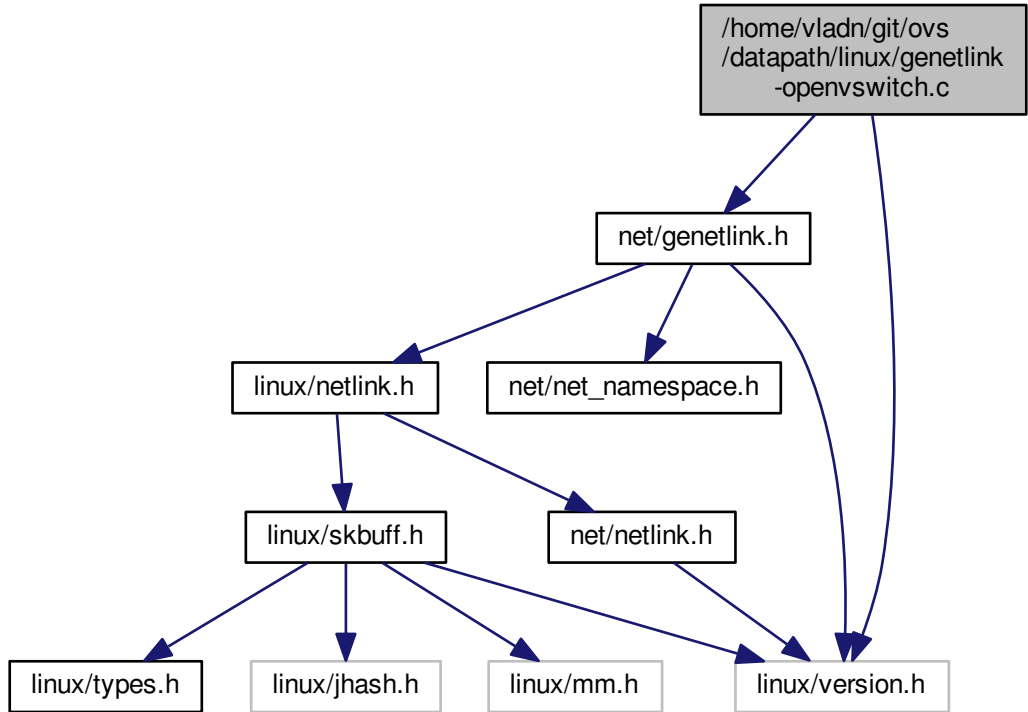 /home/vladn/git/ovs
/datapath/linux/genetlink
-openvswitch.c
net/genetlink.h
linux/netlink.h
net/net_namespace.h
linux/skbuff.h
net/netlink.h
linux/types.h
linux/jhash.h
linux/mm.h
linux/version.h